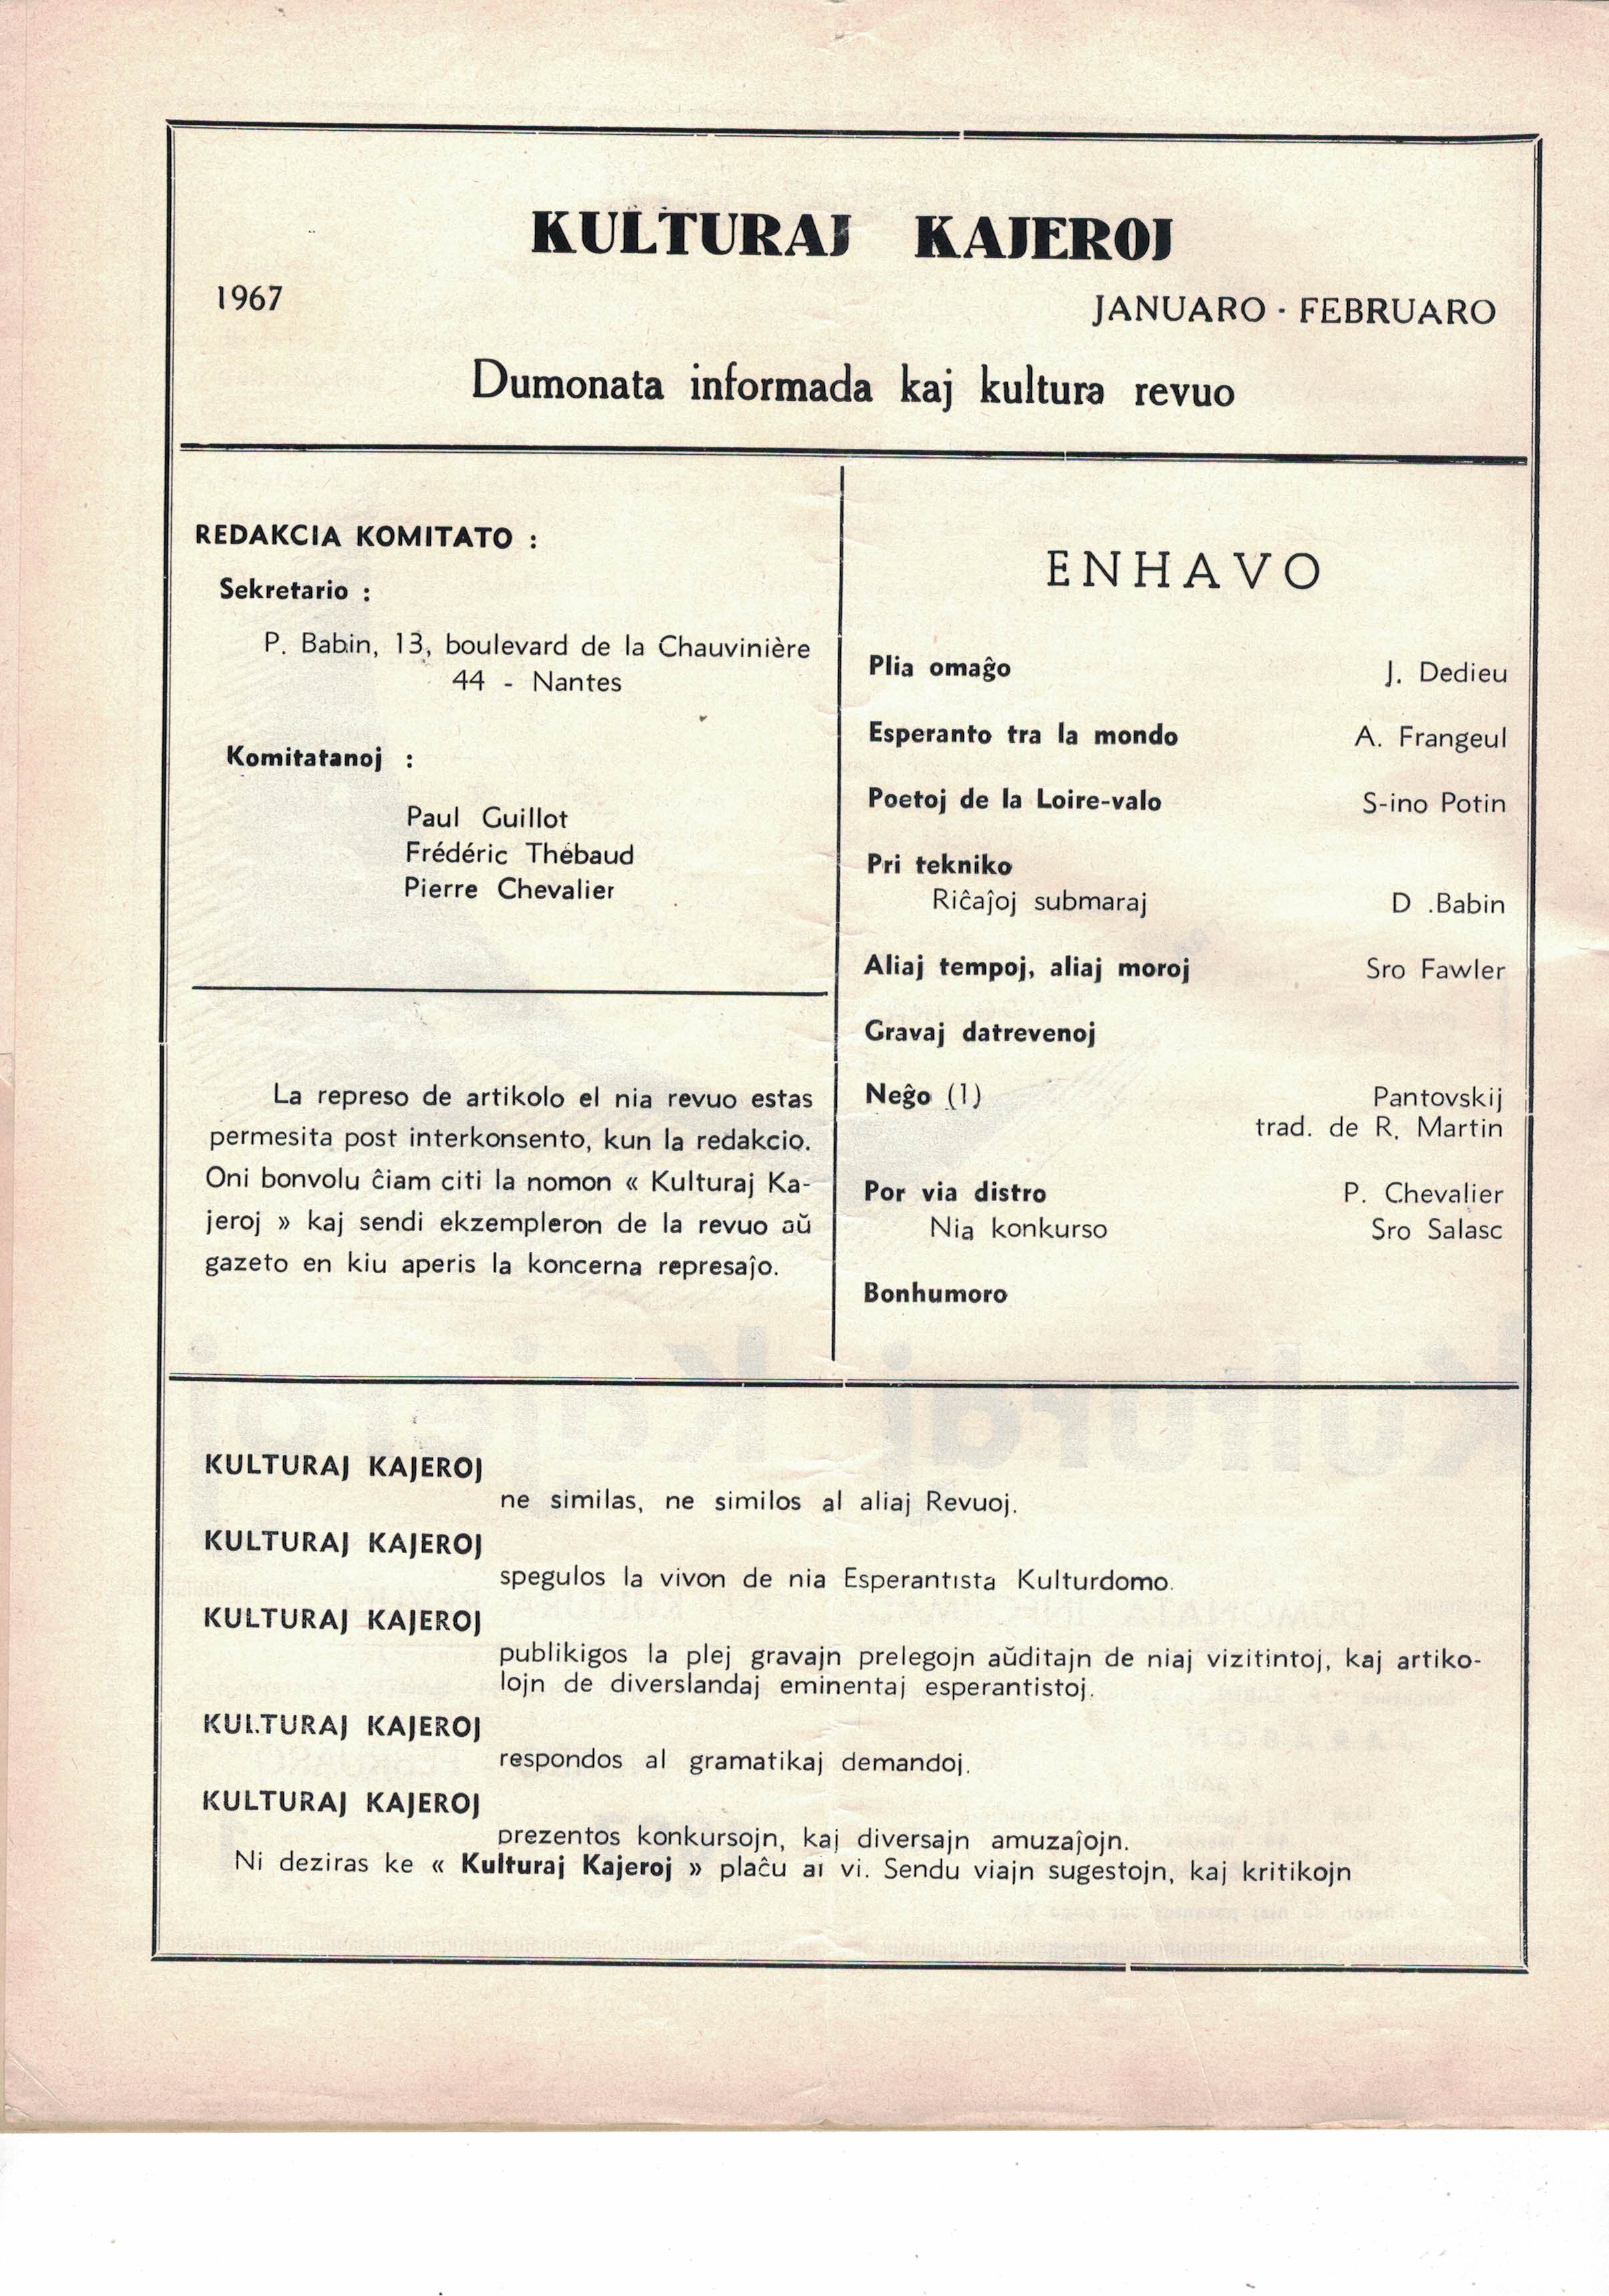 KULTURAJ KAJEROJ
1967
JANUARO - FEBRUARO
Dumonata informada kaj kultura revuo
REDAKCIA KOMITATO :
Sekretario :
P. Babin, 13, boulevard de la Chauvinière
44 - Nantes
Komitatanoj :
Paul Guillot
Frédéric Thébaud
Pierre Chevalier
La represo de artikolo el nia revuo estas
permesita post interkonsento, kun la redakcio.
Oni bonvolu ĉiam citi la nomon « Kulturaj Ka-
jeroj » kaj sendi ekzempleron de la revuo aŭ
gazeto en kiu aperis la koncerna represaĵo.
ENHAVO
Plia omaĝo J. Dedieu
Esperanto tra la mondo A. Frangeul
Poetoj de la Loire-valo S-ino Potin
Pri tekniko
Riĉaĵoj submaraj D .Babin
Aliaj tempoj, aliaj moroj Sro Fawler
Gravaj datrevenoj
Neĝo (1) Pantovskij
trad. de R. Martin
Por via distro P. Chevalier
Nia konkurso Sro Salasc
Bonhumoro
KULTURAJ KAJEROJ
ne similas, ne similos al aliaj Revuoj.
KULTURAJ KAJEROJ
spegulos la vivon de nia Esperantista Kulturdomo.
KULTURAJ KAJEROJ
publikigos la plej gravajn prelegojn aŭditajn de niaj vizitintoj, kaj artiko-
lojn de diverslandaj eminentaj esperantistoj.
KULTURAJ KAJEROJ
respondos al gramatikaj demandoj.
KULTURAJ KAJEROJ
prezentos konkursojn, kaj diversajn amuzaĵojn.
Ni deziras ke « Kulturaj Kajeroj » plaĉu al vi. Sendu viajn sugestojn, kaj kritikojn